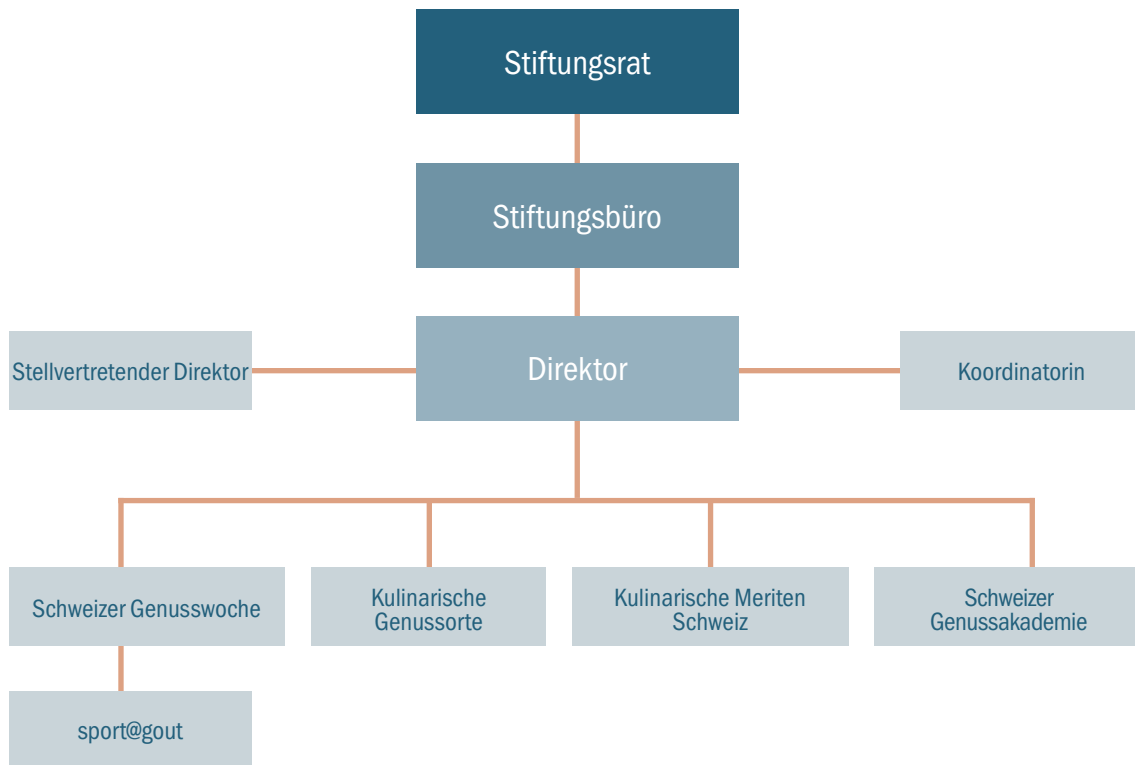 Stiftungsrat
Stiftungsbüro
Stellvertretender Direktor
Direktor
Koordinatorin
Schweizer Genusswoche
Kulinarische
Genussorte
Kulinarische Meriten
Schweiz
Schweizer
Genussakademie
sport@gout